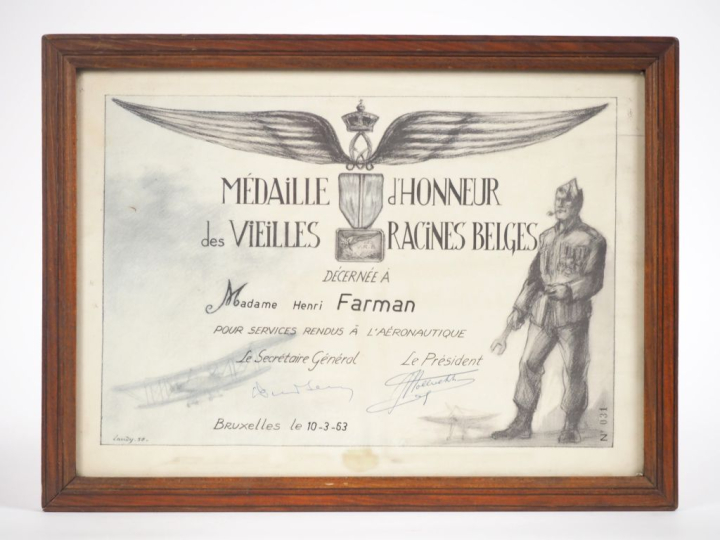 MÉDAILLE d'HONNEUR
des VIEILLES RACINES BELGES
DÉCERNÉE À
Madame Henri Farman
POUR SERVICES RENDUS À L'AÉRONAUTIQUE
Le Secrétaire Général Le Président
Bruxelles le 10-3-63
N° 031